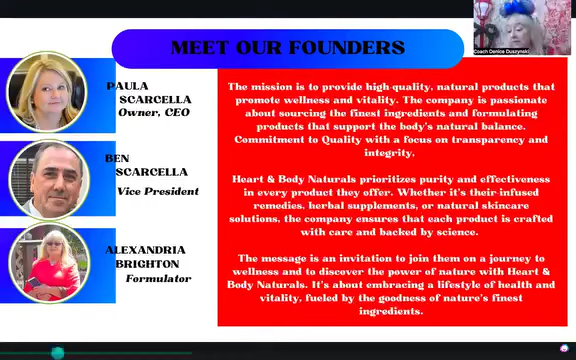 MEET OUR FOUNDERS
Coach Denice Duszynski
PAULA
SCARCELLA
Owner, CEO
BEN
SCARCELLA
Vice President
ALEXANDRIA
BRIGHTON
Formulator
The mission is to provide high-quality, natural products that
promote wellness and vitality. The company is passionate
about sourcing the finest ingredients and formulating
products that support the body's natural balance.
Commitment to Quality with a focus on transparency and
integrity.
Heart & Body Naturals prioritizes purity and effectiveness
in every product they offer. Whether it's their infused
remedies, herbal supplements, or natural skincare
solutions, the company ensures that each product is crafted
with care and backed by science.
The message is an invitation to join them on a journey to
wellness and to discover the power of nature with Heart &
Body Naturals. It's about embracing a lifestyle of health and
vitality, fueled by the goodness of nature's finest
ingredients.